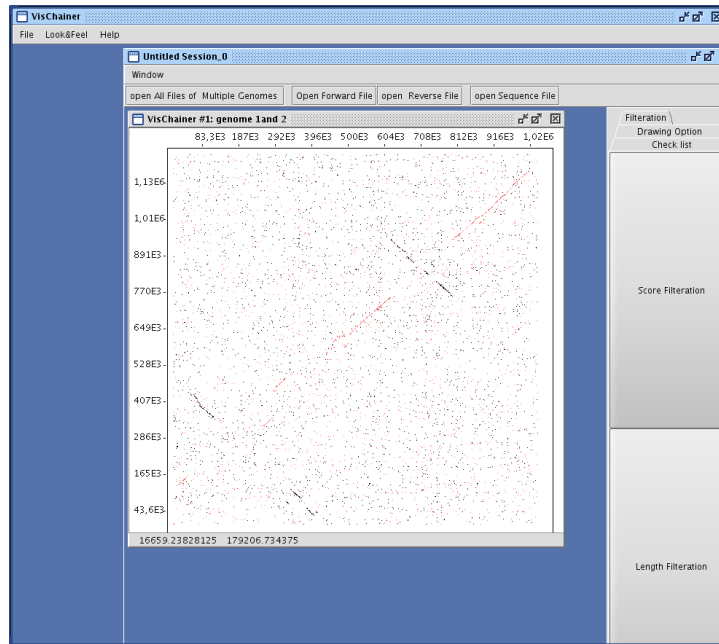 VisChainer
File Look&Feel Help
Untitled Session_0
Window
open All Files of Multiple Genomes Open Forward File open Reverse File open Sequence File
VisChainer #1: genome 1and 2
83,3E3 187E3 292E3 396E3 500E3 604E3 708E3 812E3 916E3 1,02E6
1,13E6
1,01E6
891E3
770E3
649E3
528E3
407E3
286E3
165E3
43,6E3
16659.23828125 179206.734375
Filteration
Drawing Option
Check list
Score Filteration
Length Filteration